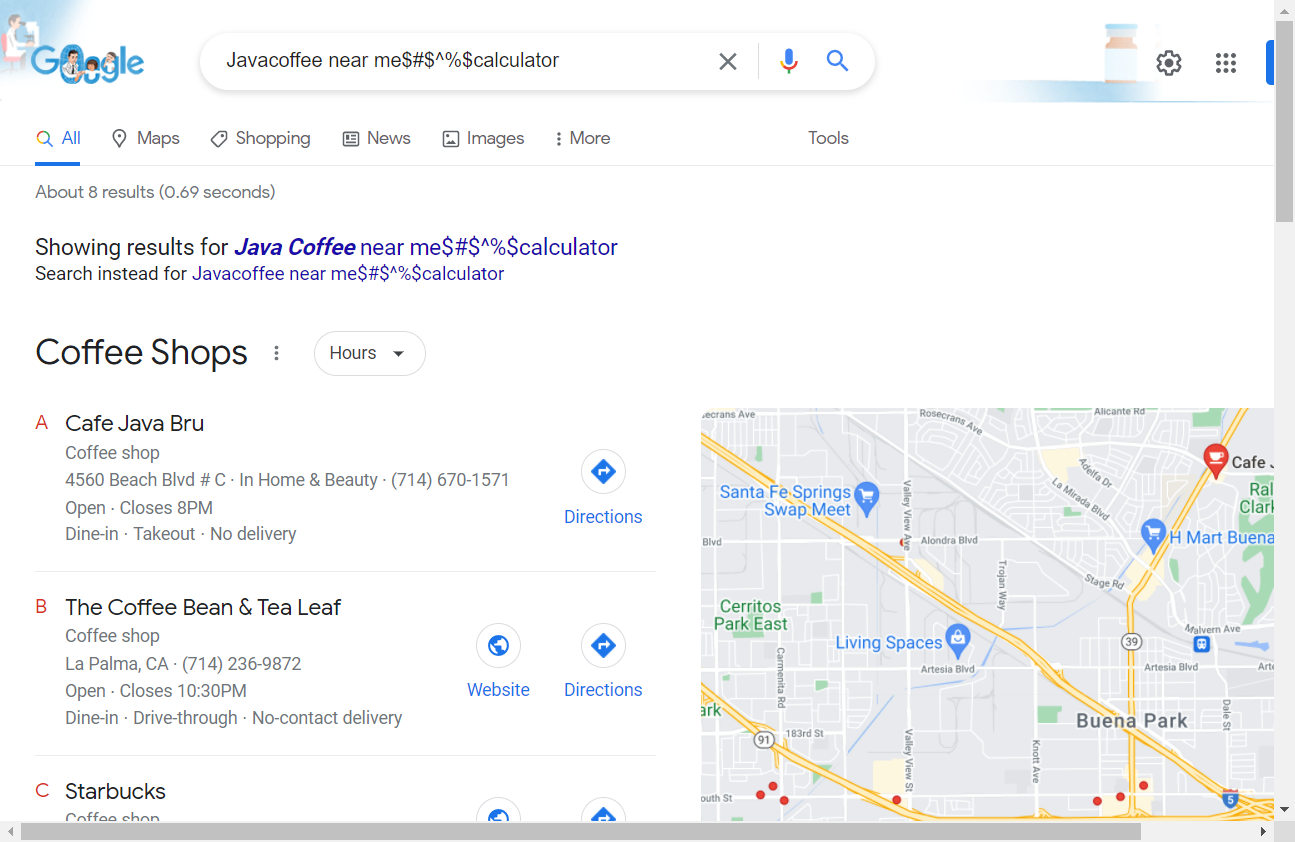 Google
Javacoffee near me$#$^%$calculator
All
Maps
Shopping
News
Images
More
Tools
About 8 results (0.69 seconds)
Showing results for Java Coffee near me$#$^%$calculator
Search instead for Javacoffee near me$#$^%$calculator
Coffee Shops
Hours
A Cafe Java Bru
Coffee shop
4560 Beach Blvd # C · In Home & Beauty · (714) 670-1571
Open · Closes 8PM
Dine-in · Takeout · No delivery
Directions
B The Coffee Bean & Tea Leaf
Coffee shop
La Palma, CA · (714) 236-9872
Open · Closes 10:30PM
Dine-in · Drive-through · No-contact delivery
Website
Directions
C Starbucks
Coffee shop
ecrans Ave
Rosecrans Ave
Alicante Rd
Adelfa Dr
La Mirada Blvd
Cafe J
Santa Fe Springs
Swap Meet
Valley View Ave
Ral
Clark
Blvd
Alondra Blvd
H Mart Buena
Trojan Way
Stage Rd
Cerritos
Park East
Living Spaces
39
Malvern Ave
Carmenita Rd
Artesia Blvd
Artesia Blvd
Arte
ark
Buena Park
Dale St
91
183rd St
Valley View St
Knott Ave
outh St
5